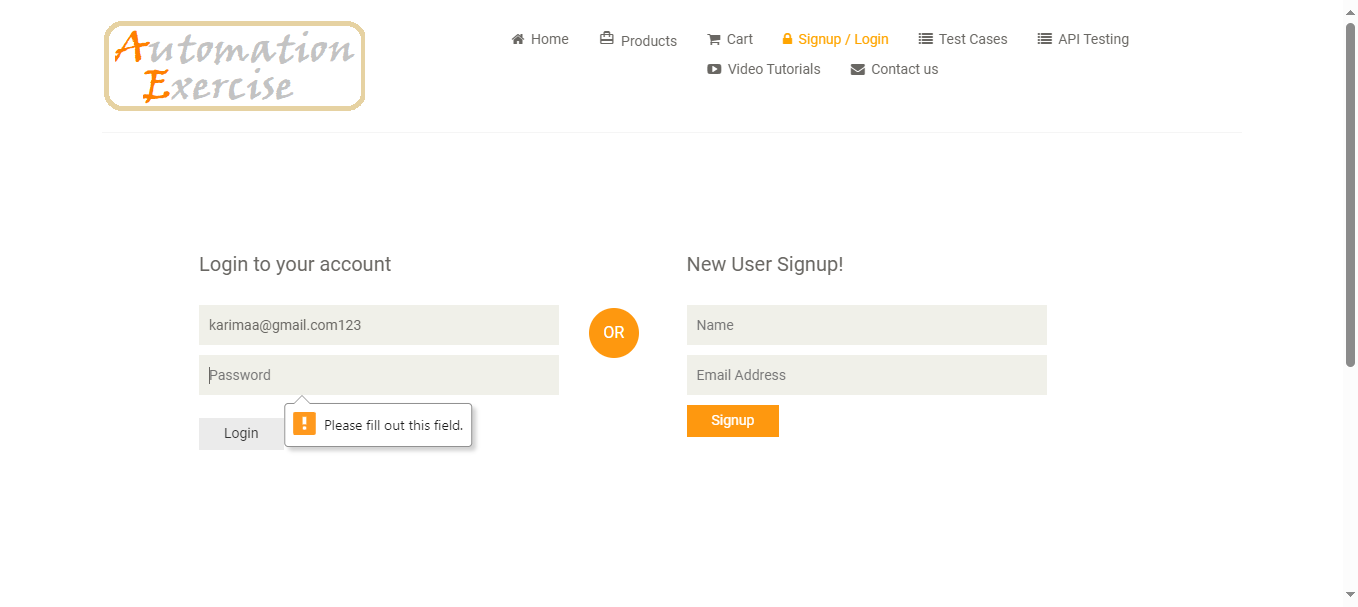 Automation
Exercise
Home Products Cart Signup / Login Test Cases API Testing
Video Tutorials Contact us
Login to your account
karimaa@gmail.com123
Password
Please fill out this field.
Login
OR
New User Signup!
Name
Email Address
Signup